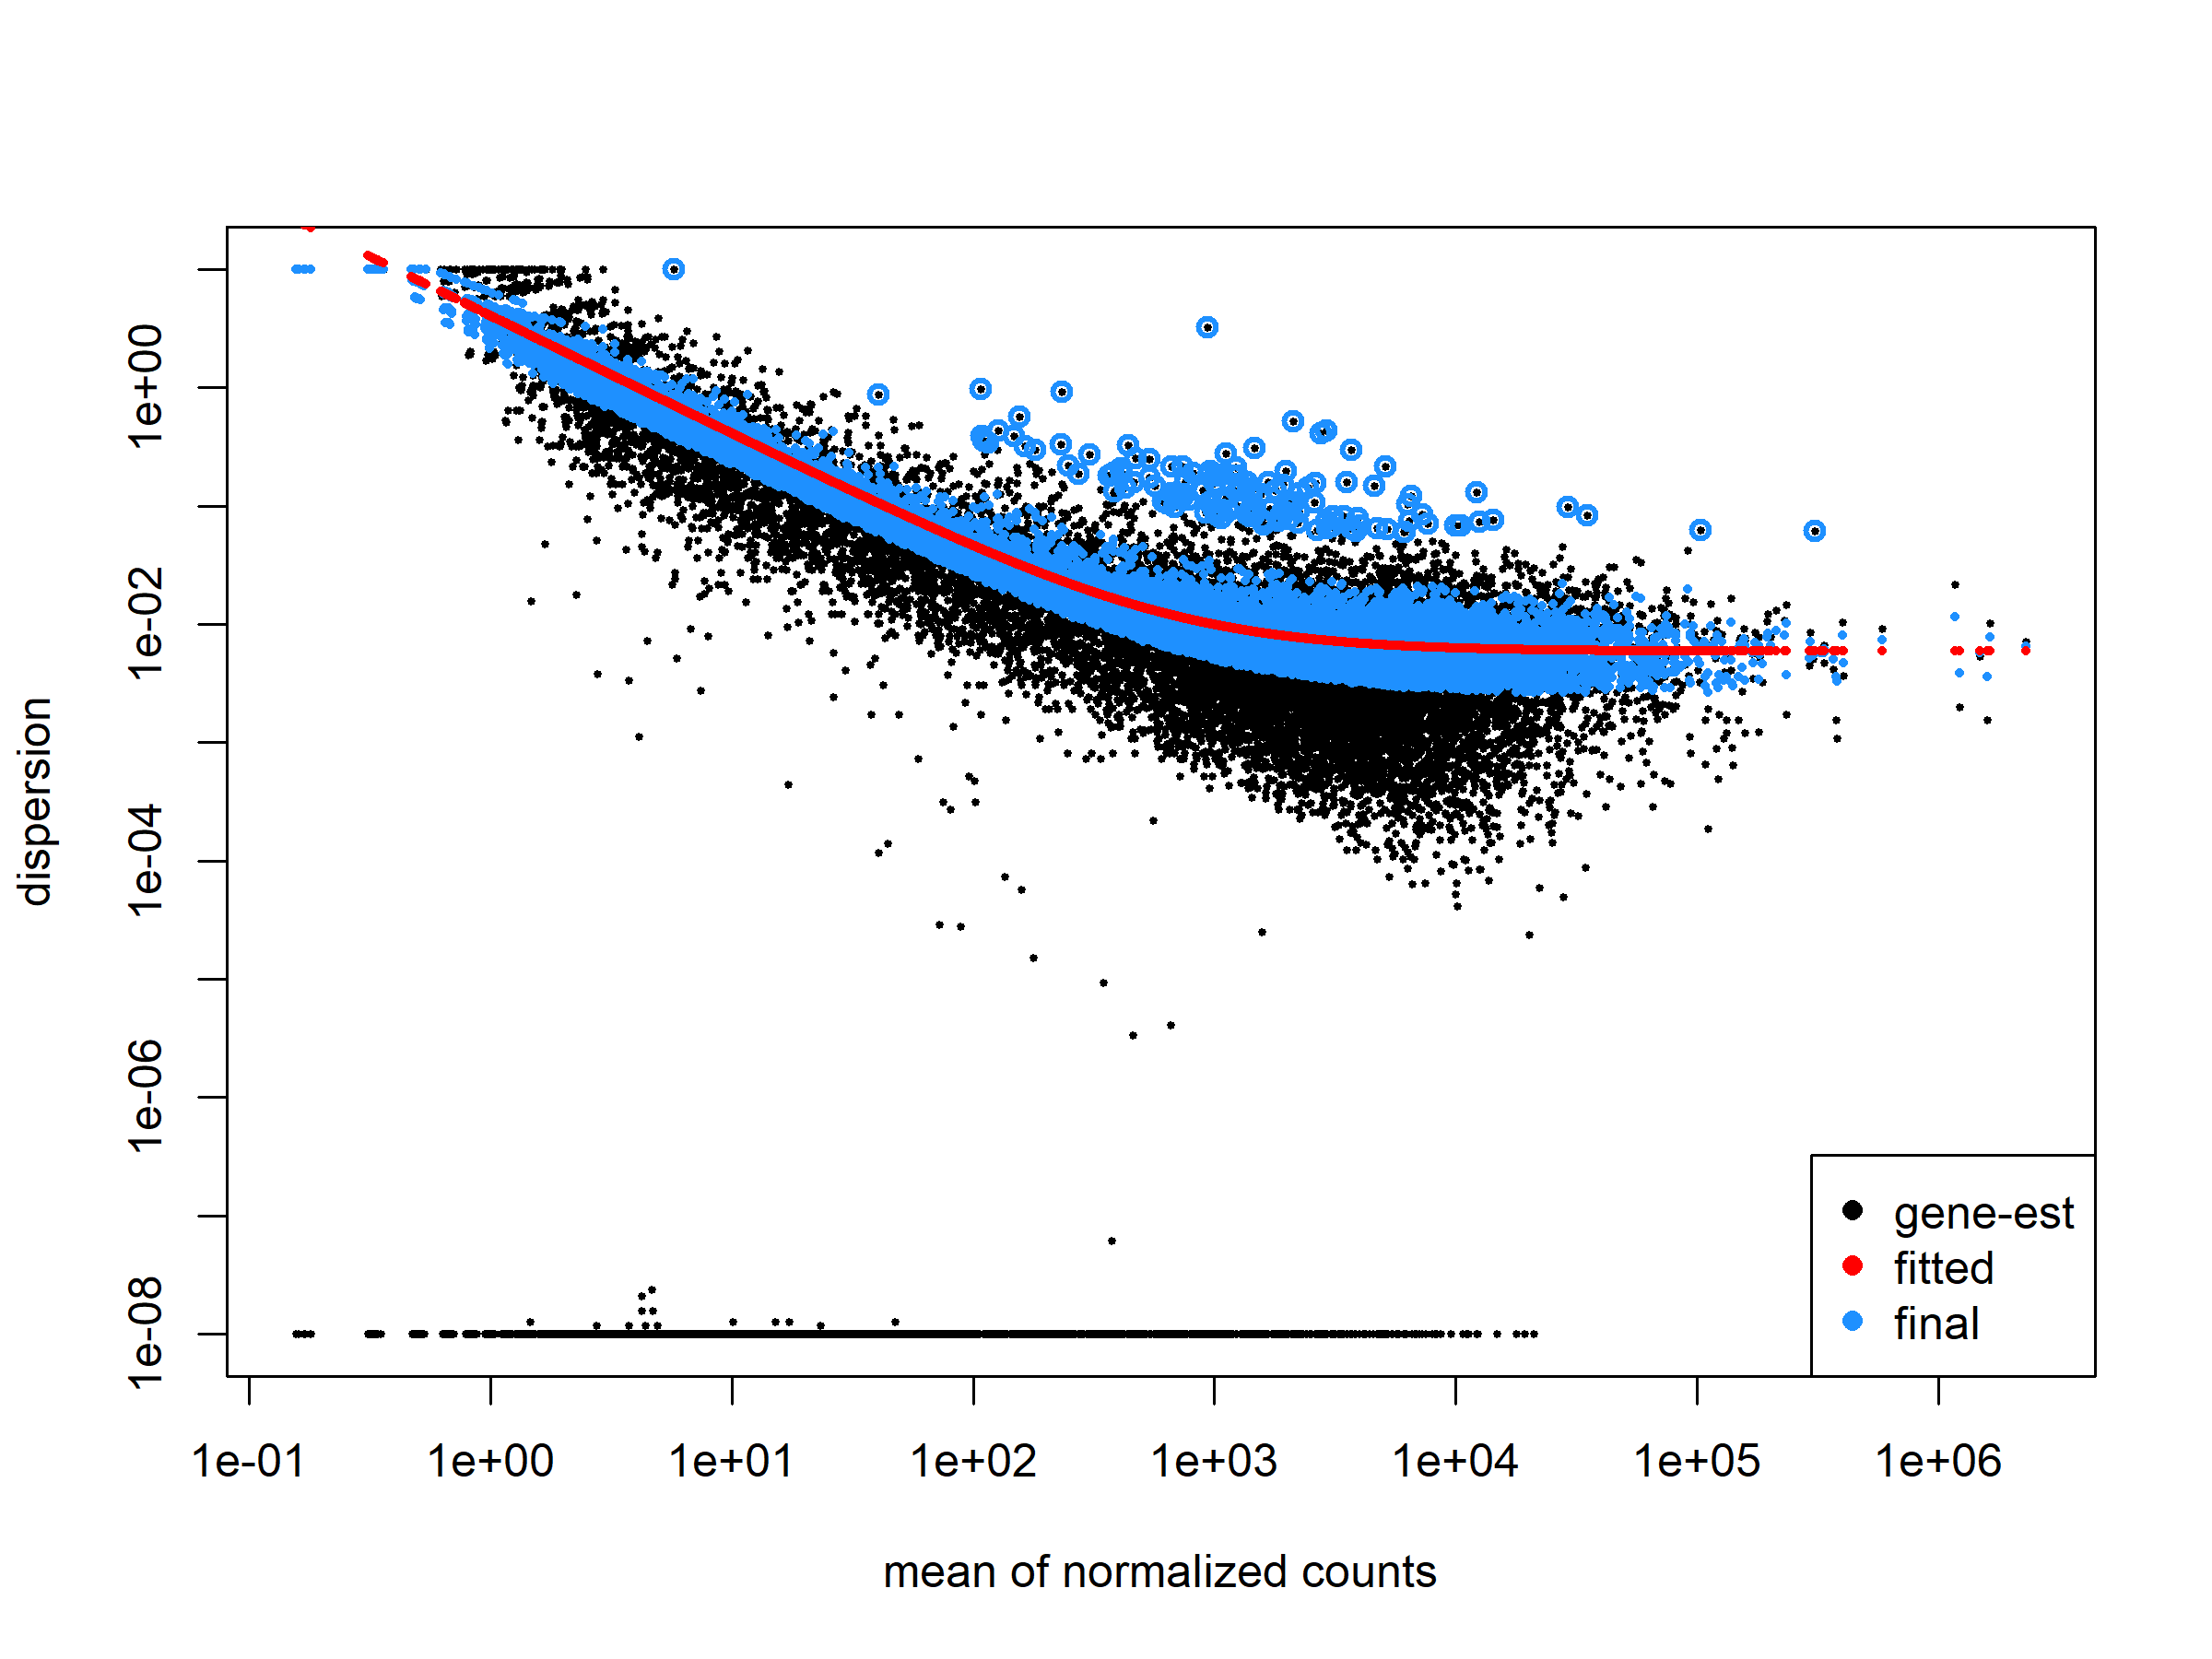 dispersion
1e+00
1e-02
1e-04
1e-06
1e-08
gene-est
fitted
final
1e-01 1e+00 1e+01 1e+02 1e+03 1e+04 1e+05 1e+06
mean of normalized counts